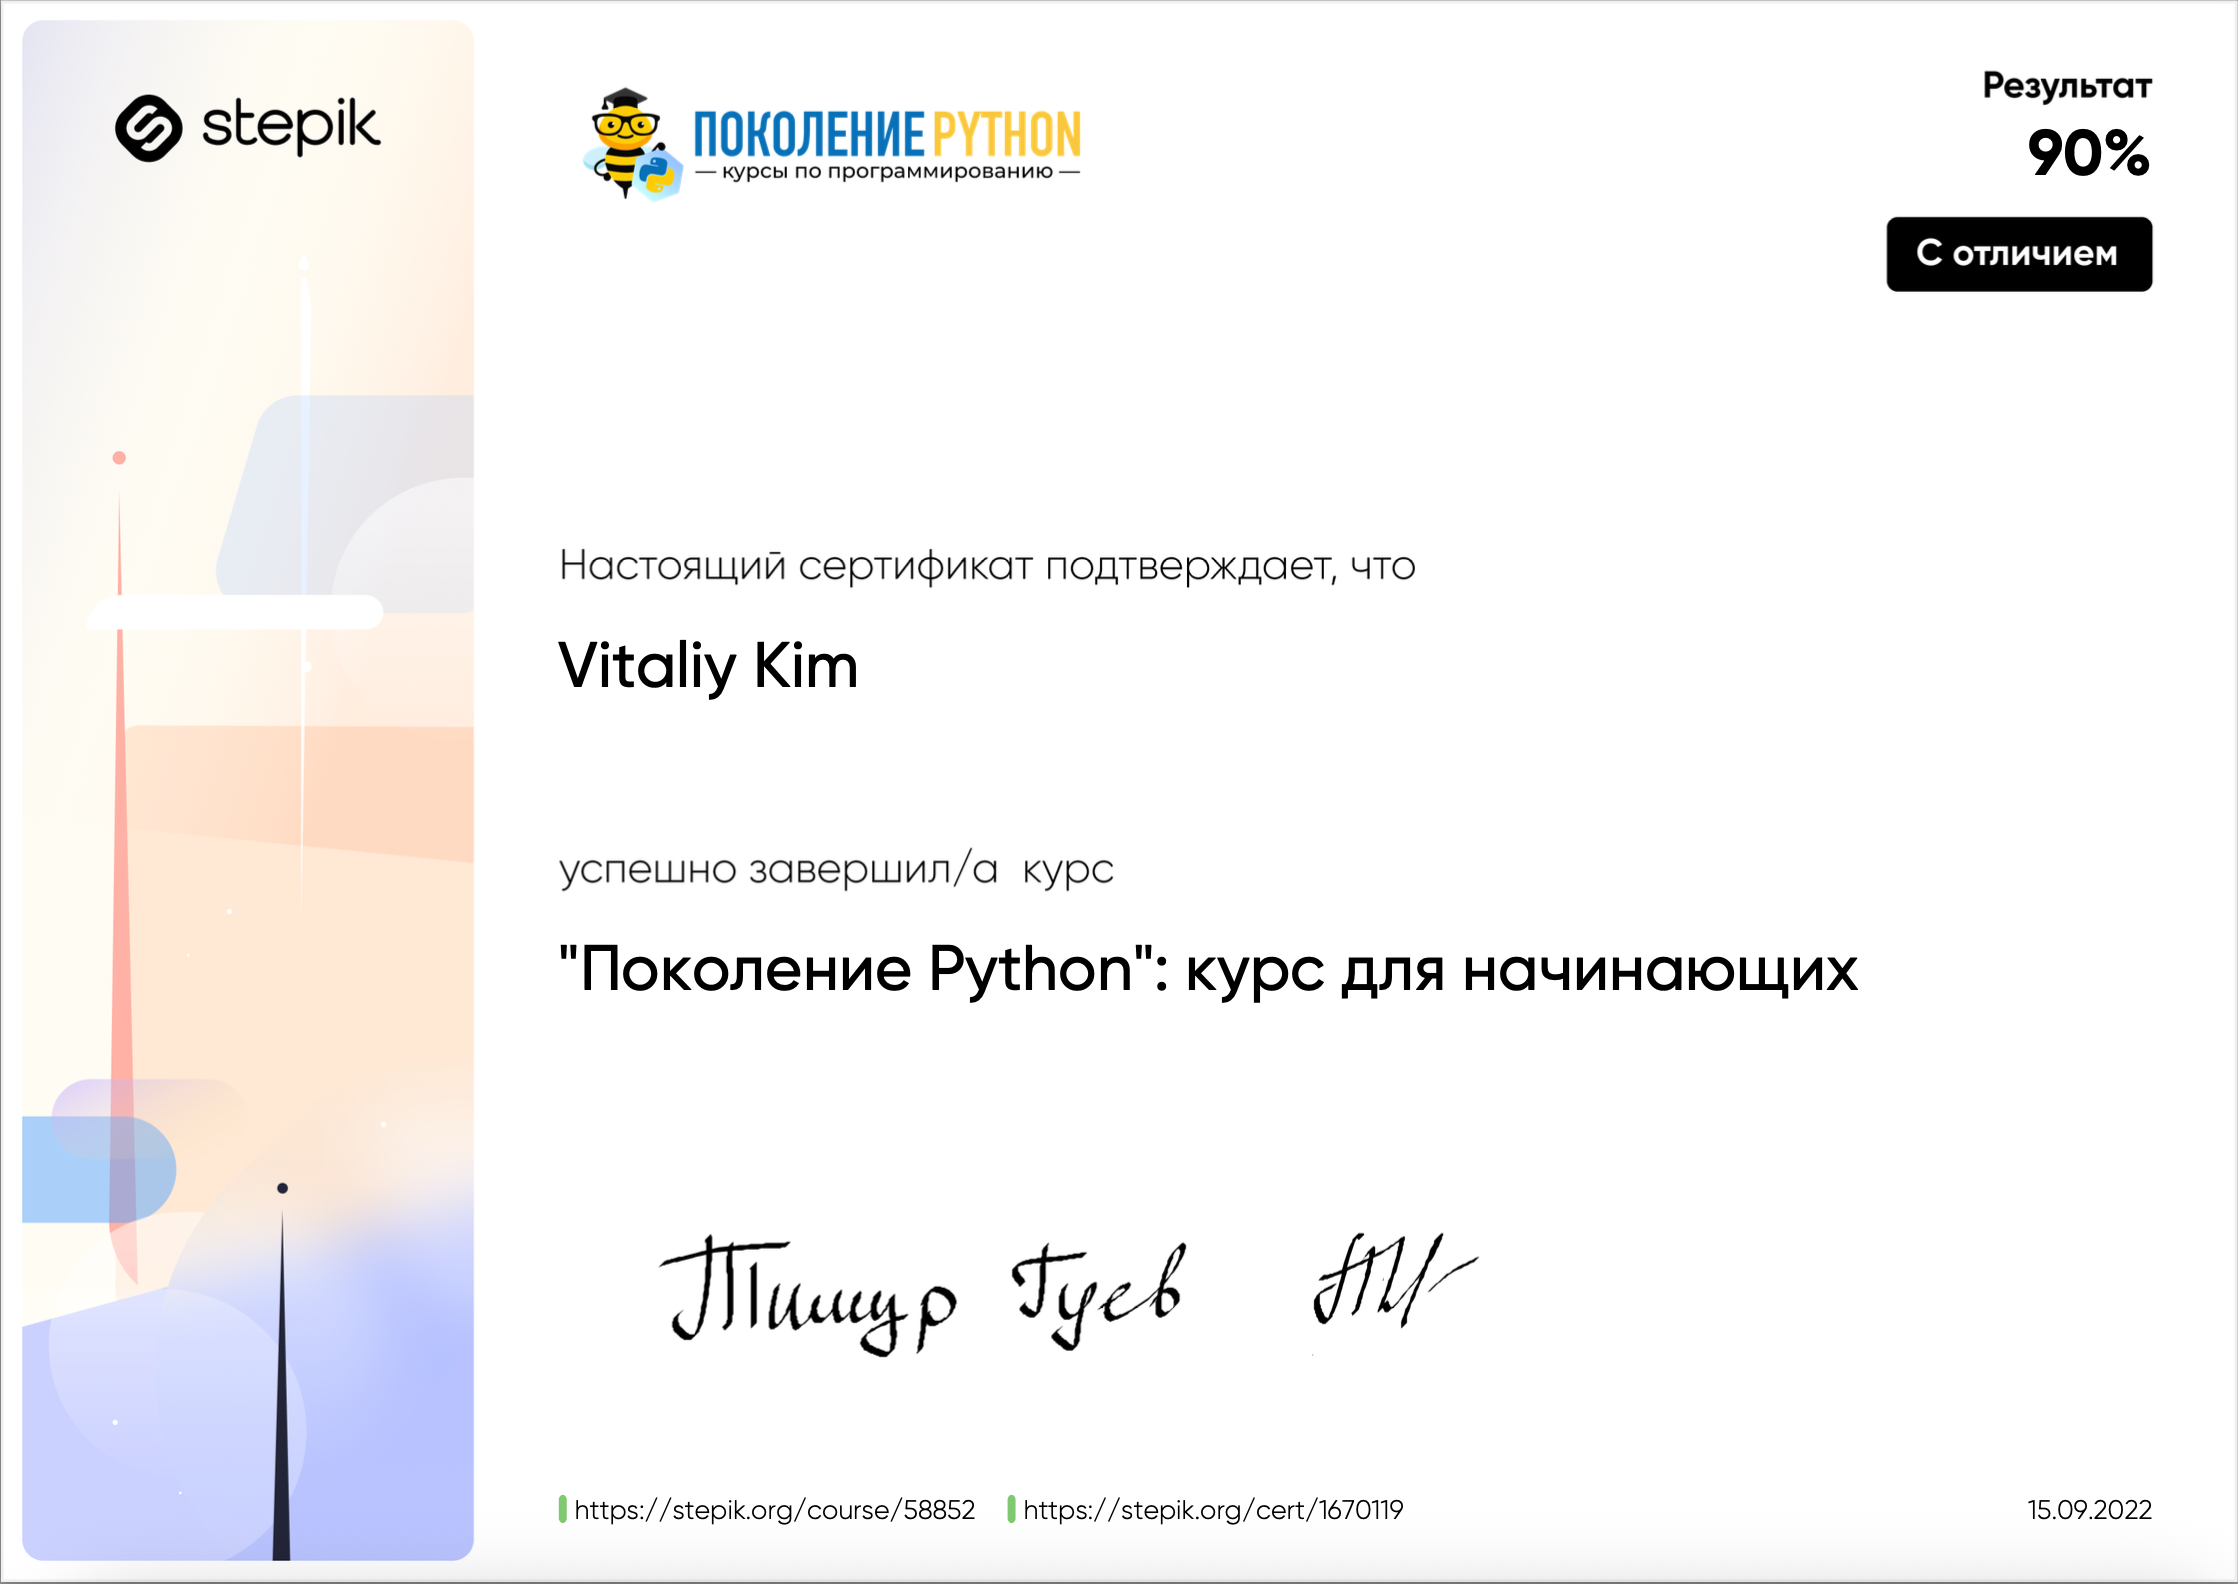 stepik
ПОКОЛЕНИЕ PYTHON
— курсы по программированию —
Результат
90%
С отличием
Настоящий сертификат подтверждает, что
Vitaliy Kim
успешно завершил/а курс
"Поколение Python": курс для начинающих
Тимур Гуев
https://stepik.org/course/58852
https://stepik.org/cert/1670119
15.09.2022